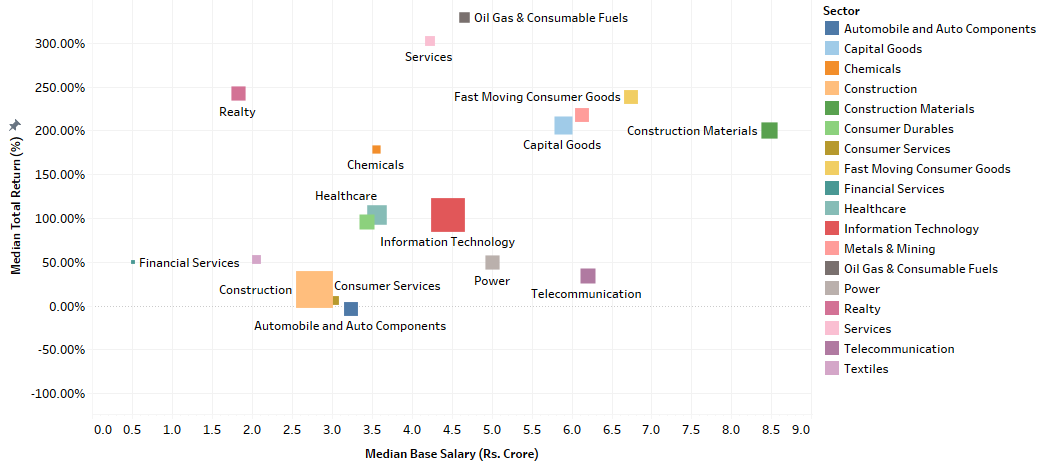 Oil Gas & Consumable Fuels
300.00%
Services
250.00%
Fast Moving Consumer Goods
Realty
200.00%
Construction Materials
Capital Goods
150.00%
Chemicals
Healthcare
100.00%
Information Technology
50.00%
Financial Services
Power
Consumer Services
Construction
Telecommunication
0.00%
Automobile and Auto Components
-50.00%
-100.00%
Median Total Return (%)
0.0 0.5 1.0 1.5 2.0 2.5 3.0 3.5 4.0 4.5 5.0 5.5 6.0 6.5 7.0 7.5 8.0 8.5 9.0
Median Base Salary (Rs. Crore)
Sector
Automobile and Auto Components
Capital Goods
Chemicals
Construction
Construction Materials
Consumer Durables
Consumer Services
Fast Moving Consumer Goods
Financial Services
Healthcare
Information Technology
Metals & Mining
Oil Gas & Consumable Fuels
Power
Realty
Services
Telecommunication
Textiles